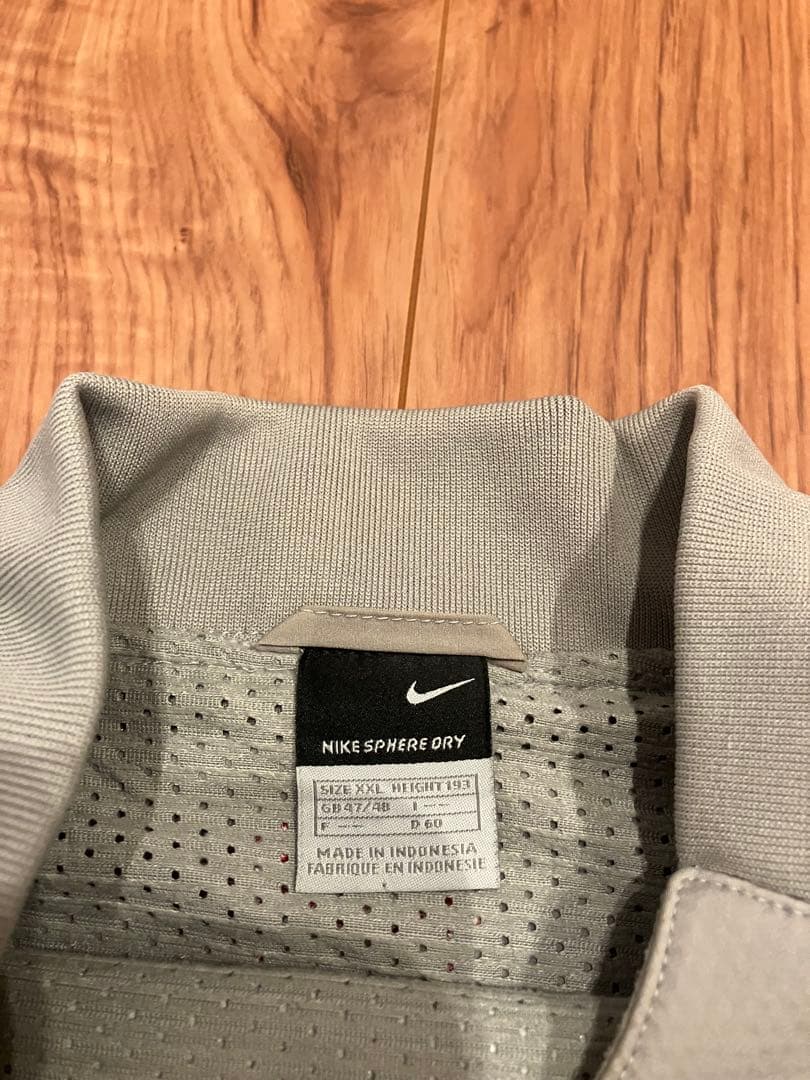 NIKE SPHERE DRY
SIZE XXL HEIGHT 193
GB 47/48 I --
F -- D 60
MADE IN INDONESIA
FABRIQUE EN INDONESIE